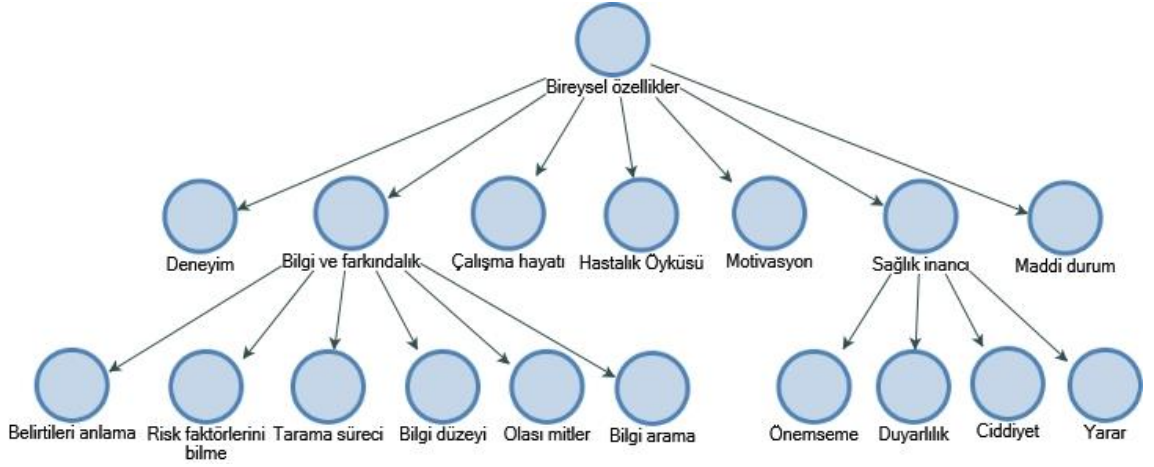 Bireysel özellikler
Deneyim
Bilgi ve farkındalık
Çalışma hayatı
Hastalık Öyküsü
Motivasyon
Sağlık inancı
Maddi durum
Belirtileri anlama
Risk faktörlerini
bilme
Tarama süreci
Bilgi düzeyi
Olası mitler
Bilgi arama
Önemseme
Duyarlılık
Ciddiyet
Yarar